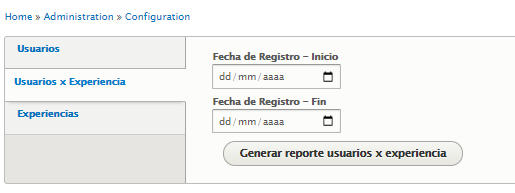 Home » Administration » Configuration
Usuarios
Usuarios x Experiencia
Experiencias
Fecha de Registro – Inicio
dd/mm/aaaa
Fecha de Registro – Fin
dd/mm/aaaa
Generar reporte usuarios x experiencia